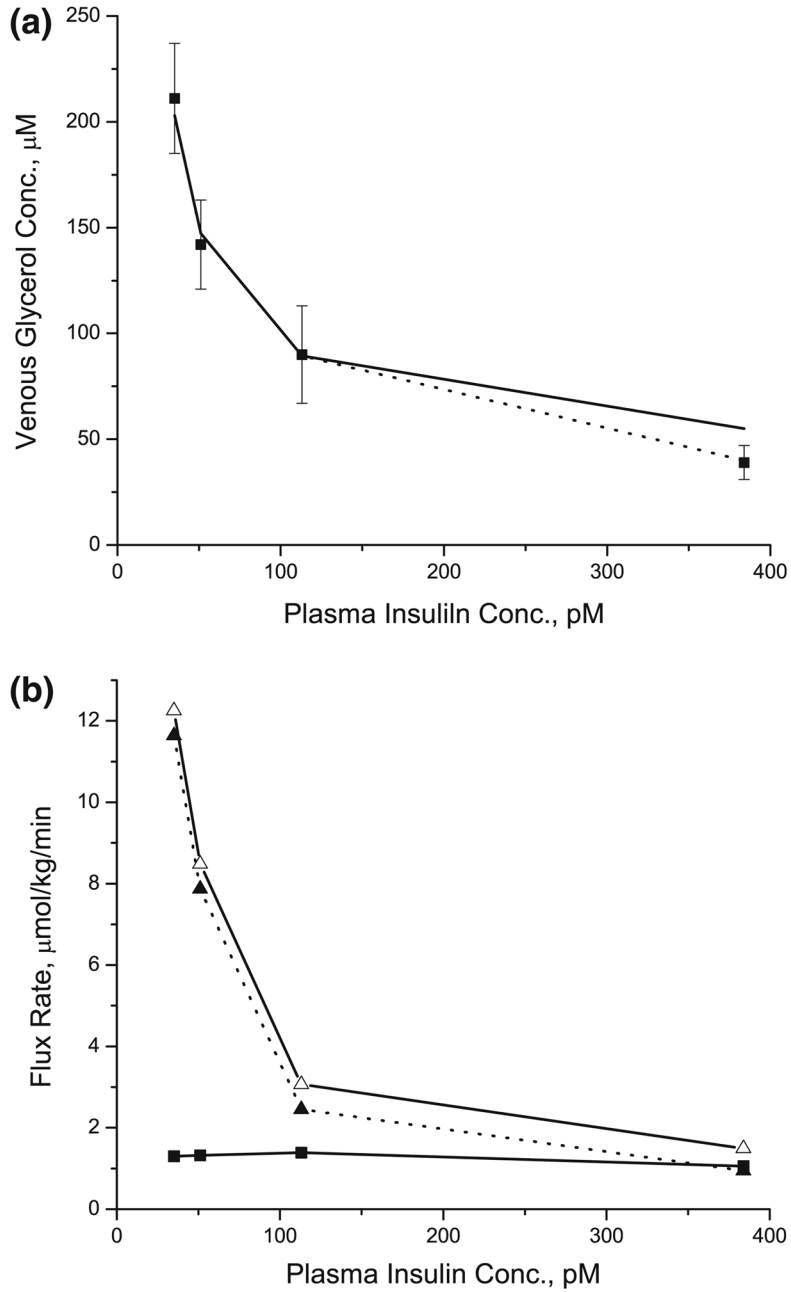 (a)
250
200
150
100
50
0
Venous Glycerol Conc., μM
0 100 200 300 400
Plasma Insuliln Conc., pM
(b)
12
10
8
6
4
2
0
Flux Rate, μmol/kg/min
0 100 200 300 400
Plasma Insulin Conc., pM